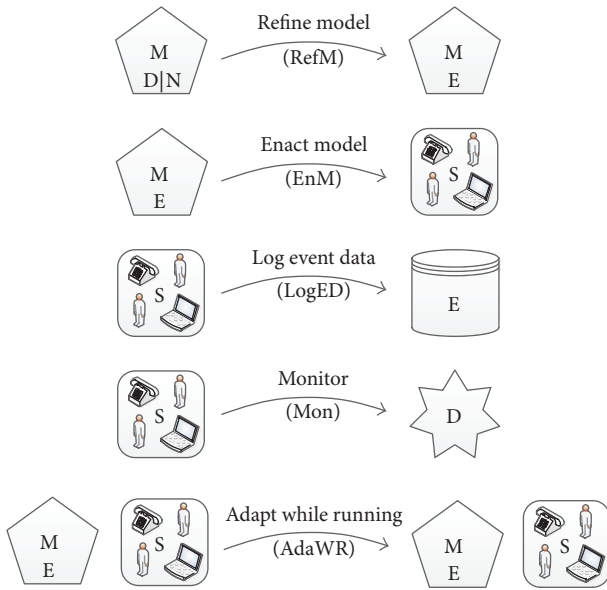 M
D|N
Refine model
(RefM)
M
E
M
E
Enact model
(EnM)
S
S
Log event data
(LogED)
E
S
Monitor
(Mon)
D
M
E
S
Adapt while running
(AdaWR)
M
E
S